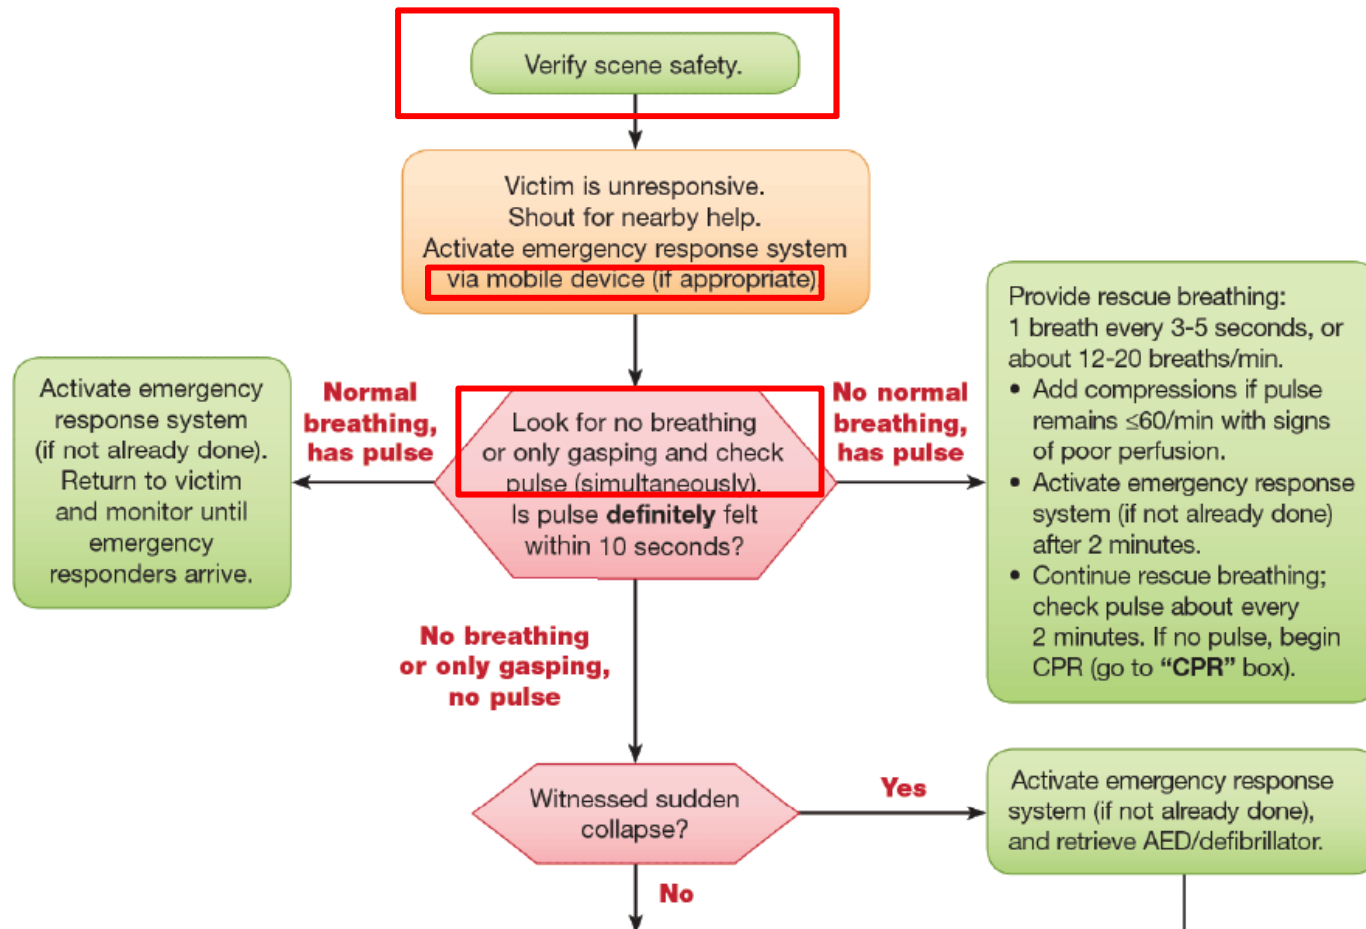 Verify scene safety.
Victim is unresponsive.
Shout for nearby help.
Activate emergency response system
via mobile device (if appropriate).
Activate emergency
response system
(if not already done).
Return to victim
and monitor until
emergency
responders arrive.
Normal
breathing,
has pulse
Look for no breathing
or only gasping and check
pulse (simultaneously).
Is pulse definitely felt
within 10 seconds?
No normal
breathing,
has pulse
Provide rescue breathing:
1 breath every 3-5 seconds, or
about 12-20 breaths/min.
• Add compressions if pulse
remains ≤60/min with signs
of poor perfusion.
• Activate emergency response
system (if not already done)
after 2 minutes.
• Continue rescue breathing;
check pulse about every
2 minutes. If no pulse, begin
CPR (go to “CPR” box).
No breathing
or only gasping,
no pulse
Witnessed sudden
collapse?
Yes
Activate emergency response
system (if not already done),
and retrieve AED/defibrillator.
No